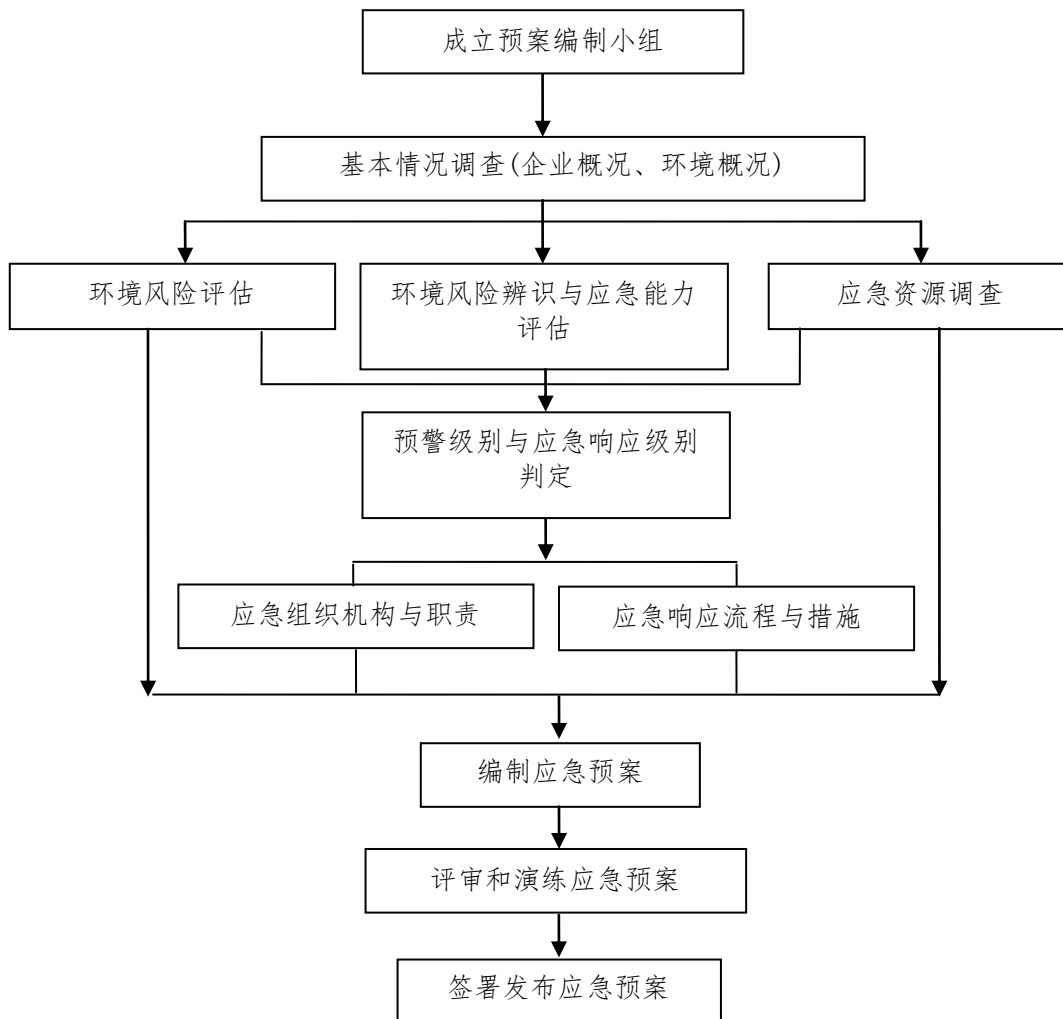 成立预案编制小组
基本情况调查(企业概况、环境概况)
环境风险评估
环境风险辨识与应急能力
评估
应急资源调查
预警级别与应急响应级别
判定
应急组织机构与职责
应急响应流程与措施
编制应急预案
评审和演练应急预案
签署发布应急预案